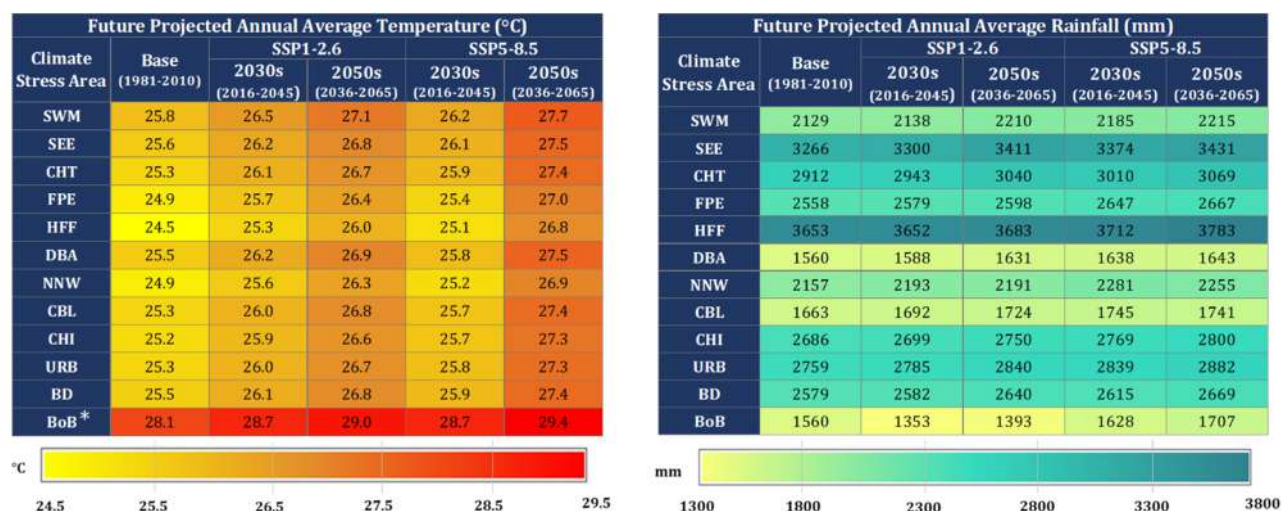 Future Projected Annual Average Temperature (°C)
Climate Stress Area Base (1981-2010) SSP1-2.6 SSP5-8.5
2030s (2016-2045) 2050s (2036-2065) 2030s (2016-2045) 2050s (2036-2065)
SWM 25.8 26.5 27.1 26.2 27.7
SEE 25.6 26.2 26.8 26.1 27.5
CHT 25.3 26.1 26.7 25.9 27.4
FPE 24.9 25.7 26.4 25.4 27.0
HFF 24.5 25.3 26.0 25.1 26.8
DBA 25.5 26.2 26.9 25.8 27.5
NNW 24.9 25.6 26.3 25.2 26.9
CBL 25.3 26.0 26.8 25.7 27.4
CHI 25.2 25.9 26.6 25.7 27.3
URB 25.3 26.0 26.7 25.8 27.3
BD 25.5 26.1 26.8 25.9 27.4
BoB* 28.1 28.7 29.0 28.7 29.4
°C
24.5 25.5 26.5 27.5 28.5 29.5
Future Projected Annual Average Rainfall (mm)
Climate Stress Area Base (1981-2010) SSP1-2.6 SSP5-8.5
2030s (2016-2045) 2050s (2036-2065) 2030s (2016-2045) 2050s (2036-2065)
SWM 2129 2138 2210 2185 2215
SEE 3266 3300 3411 3374 3431
CHT 2912 2943 3040 3010 3069
FPE 2558 2579 2598 2647 2667
HFF 3653 3652 3683 3712 3783
DBA 1560 1588 1631 1638 1643
NNW 2157 2193 2191 2281 2255
CBL 1663 1692 1724 1745 1741
CHI 2686 2699 2750 2769 2800
URB 2759 2785 2840 2839 2882
BD 2579 2582 2640 2615 2669
BoB 1560 1353 1393 1628 1707
mm
1300 1800 2300 2800 3300 3800